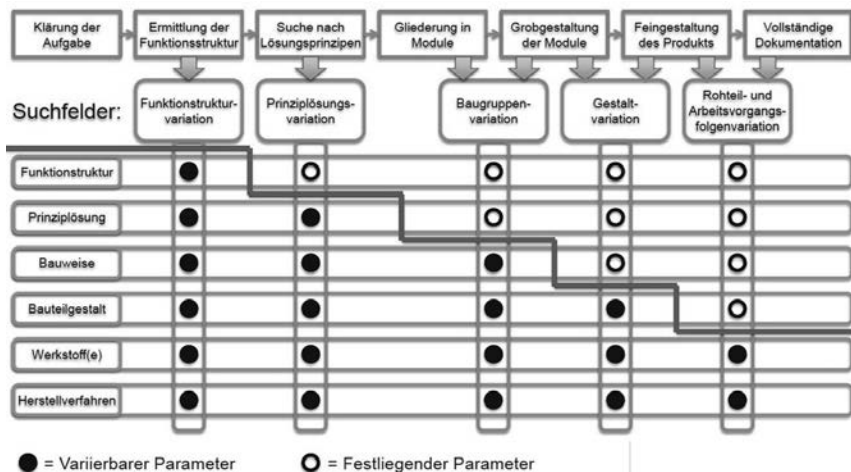 Klärung der
Aufgabe
Ermittlung der
Funktionsstruktur
Suche nach
Lösungsprinzipen
Gliederung in
Module
Grobgestaltung
der Module
Feingestaltung
des Produkts
Vollständige
Dokumentation
Suchfelder:
Funktionstruktur-
variation
Prinziplösungs-
variation
Baugruppen-
variation
Gestalt-
variation
Rohteil- und
Arbeitsvorgangs-
folgenvariation
Funktionstruktur
Prinziplösung
Bauweise
Bauteilgestalt
Werkstoff(e)
Herstellverfahren
= Variierbarer Parameter
= Festliegender Parameter